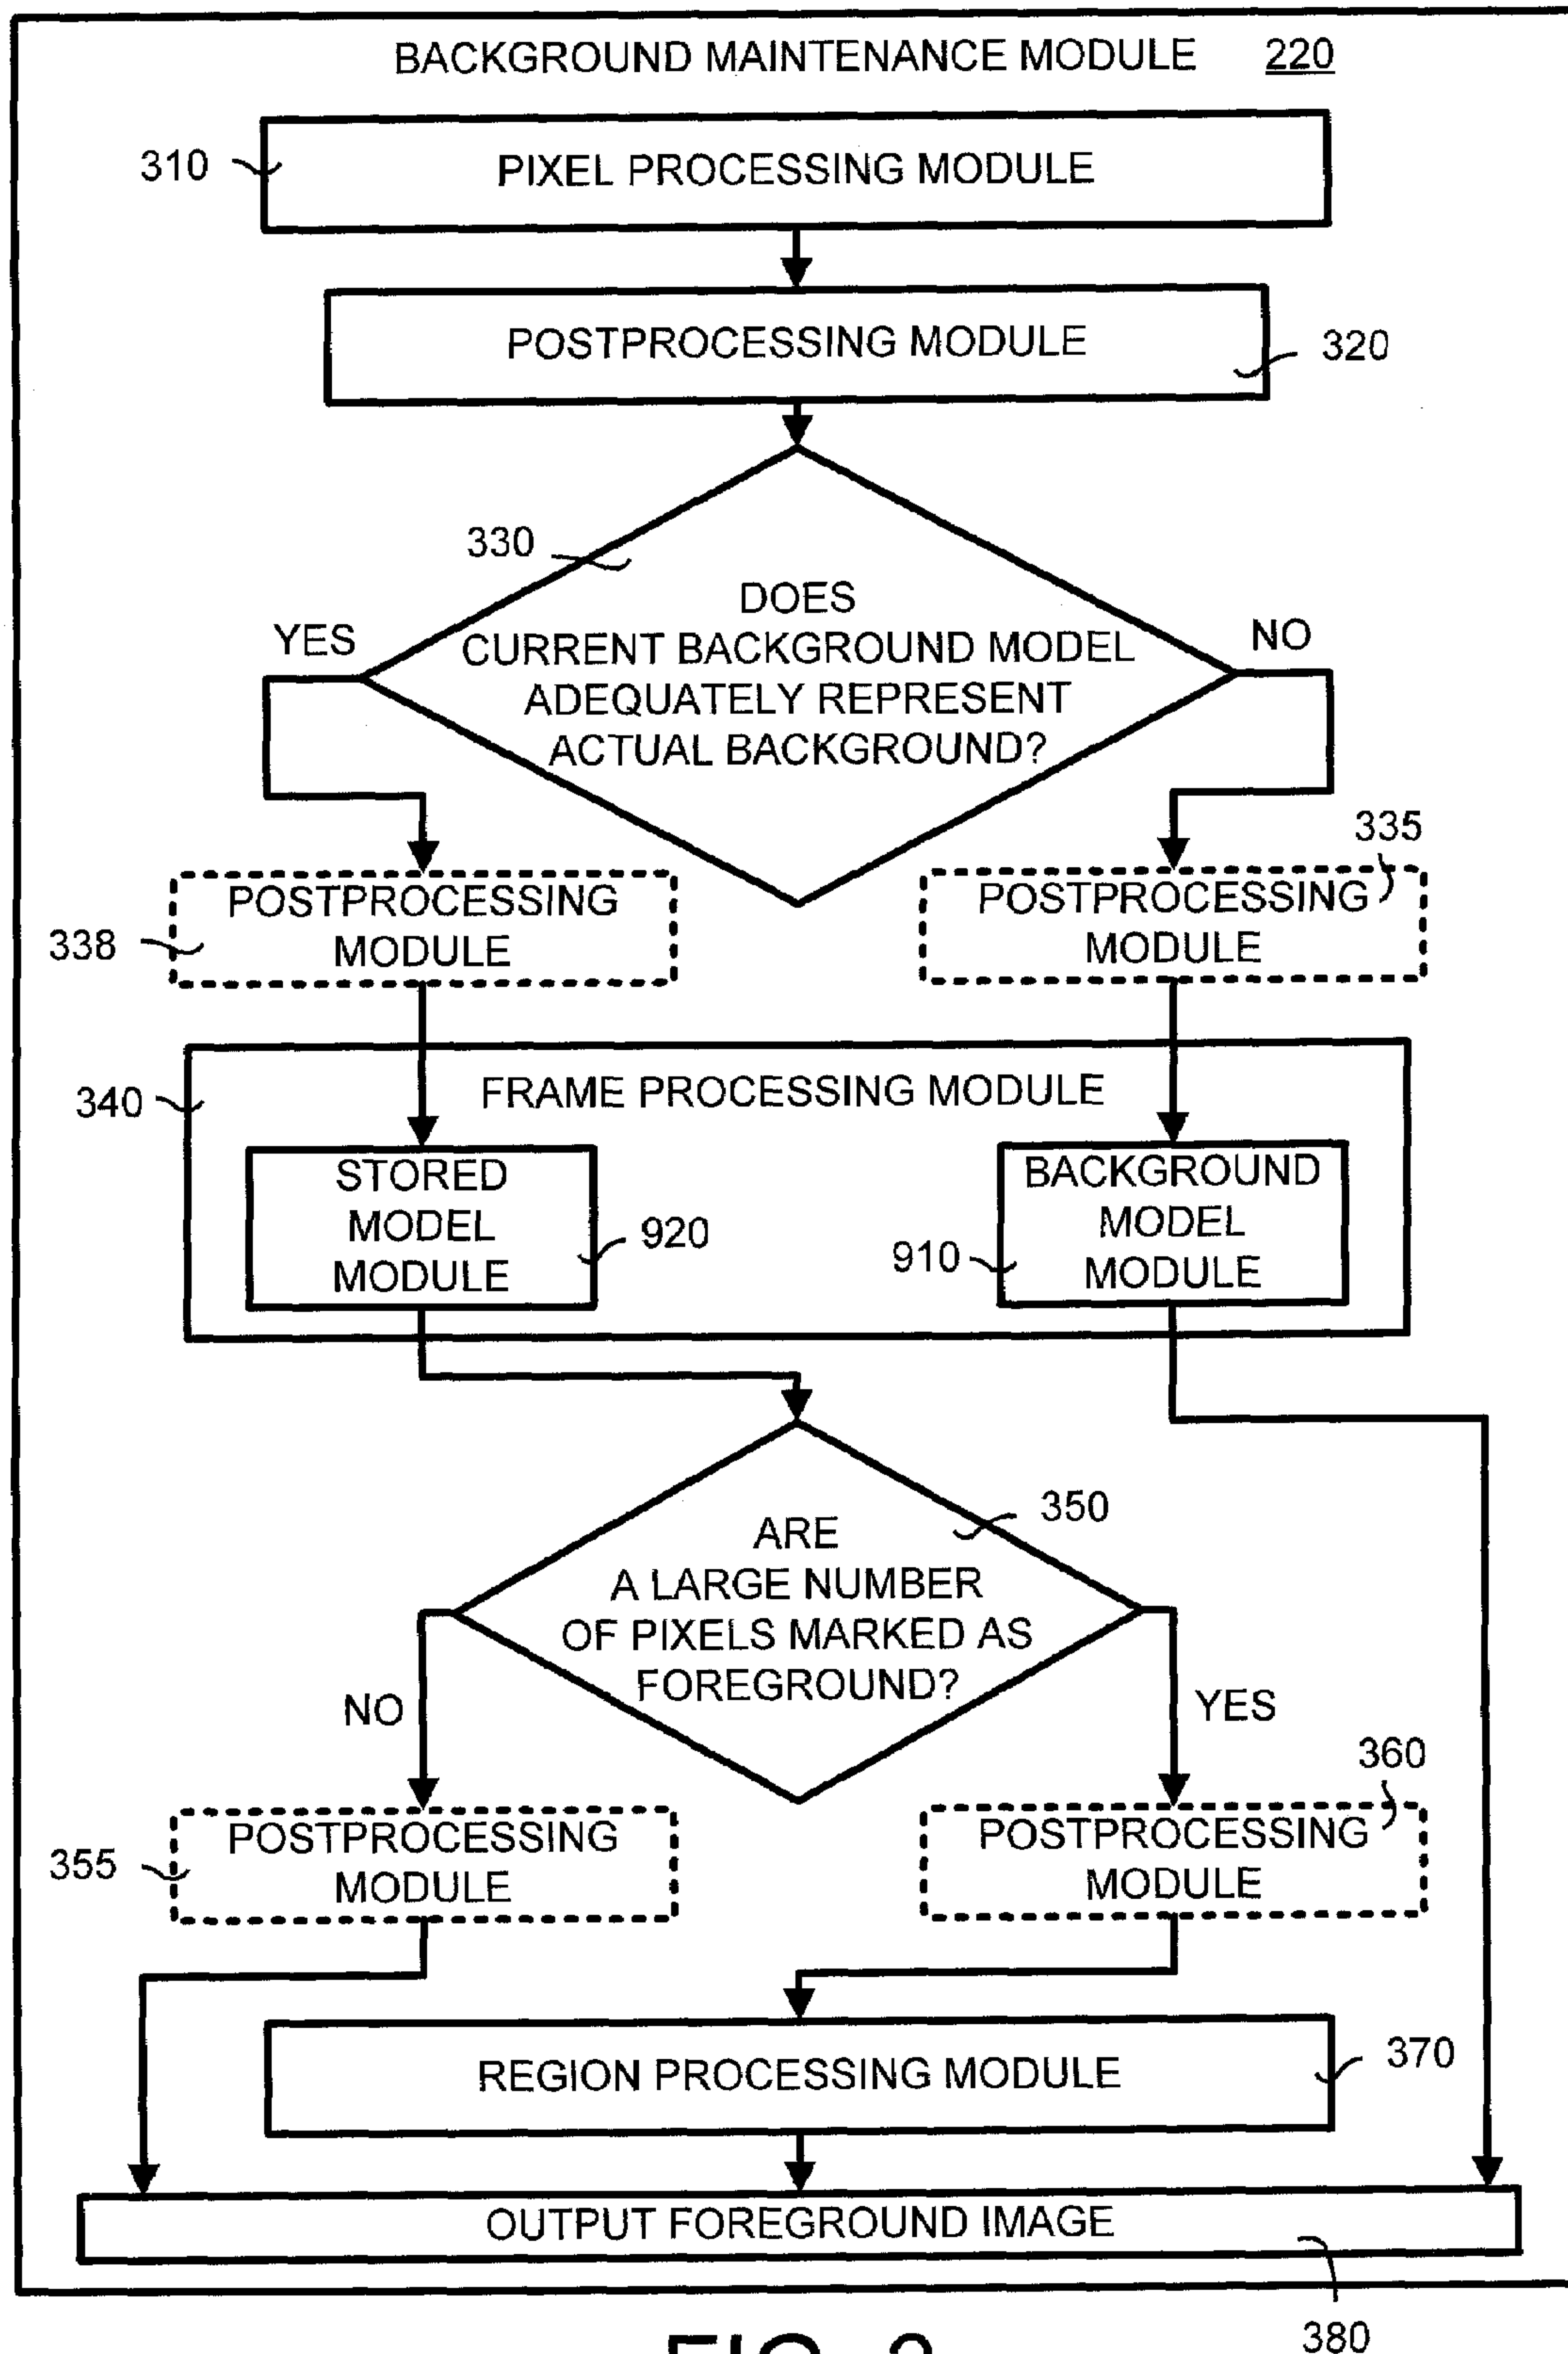 BACKGROUND MAINTENANCE MODULE 220
310
PIXEL PROCESSING MODULE
POSTPROCESSING MODULE
320
330
DOES
CURRENT BACKGROUND MODEL
ADEQUATELY REPRESENT
ACTUAL BACKGROUND?
YES
NO
335
338
POSTPROCESSING
MODULE
POSTPROCESSING
MODULE
340
FRAME PROCESSING MODULE
STORED
MODEL
MODULE
920
910
BACKGROUND
MODEL
MODULE
350
ARE
A LARGE NUMBER
OF PIXELS MARKED AS
FOREGROUND?
NO
YES
360
355
POSTPROCESSING
MODULE
POSTPROCESSING
MODULE
REGION PROCESSING MODULE
370
OUTPUT FOREGROUND IMAGE
380